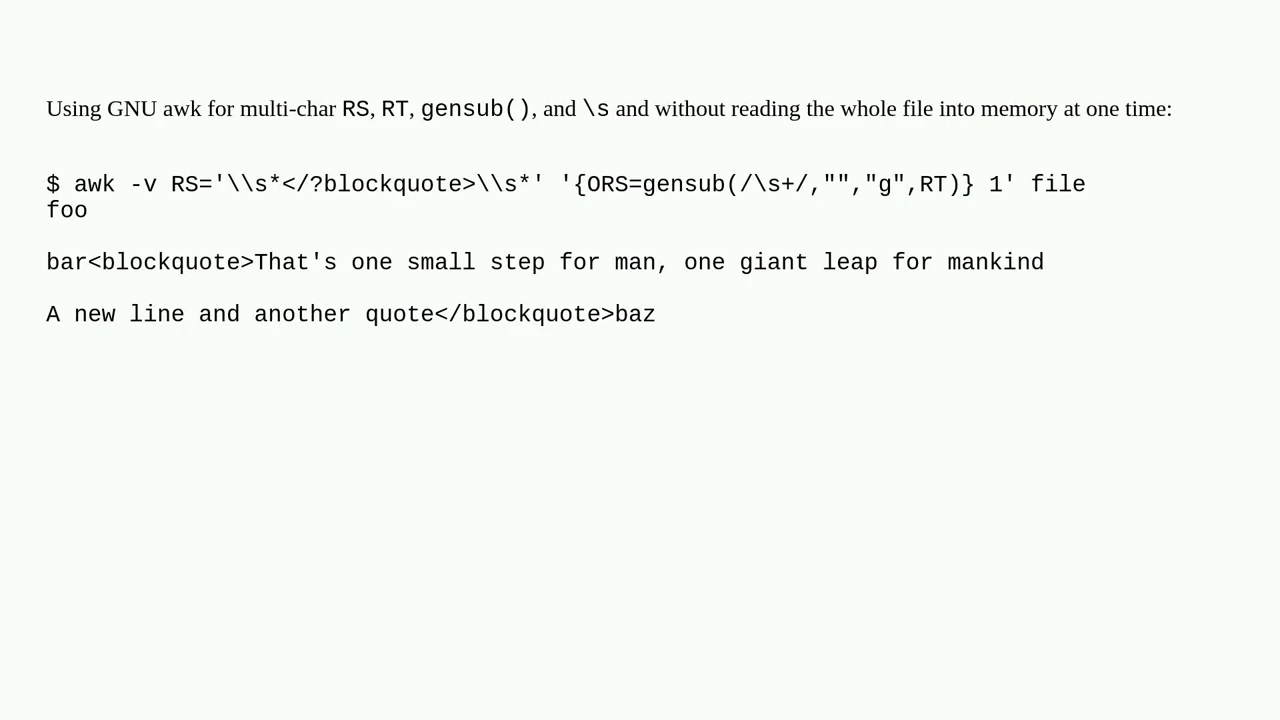 Using GNU awk for multi-char RS, RT, gensub(), and \s and without reading the whole file into memory at one time:
$ awk -v RS='\\s*</?blockquote>\\s*' '{ORS=gensub(/\s+/,"","g",RT)} 1' file
foo
bar<blockquote>That's one small step for man, one giant leap for mankind
A new line and another quote</blockquote>baz